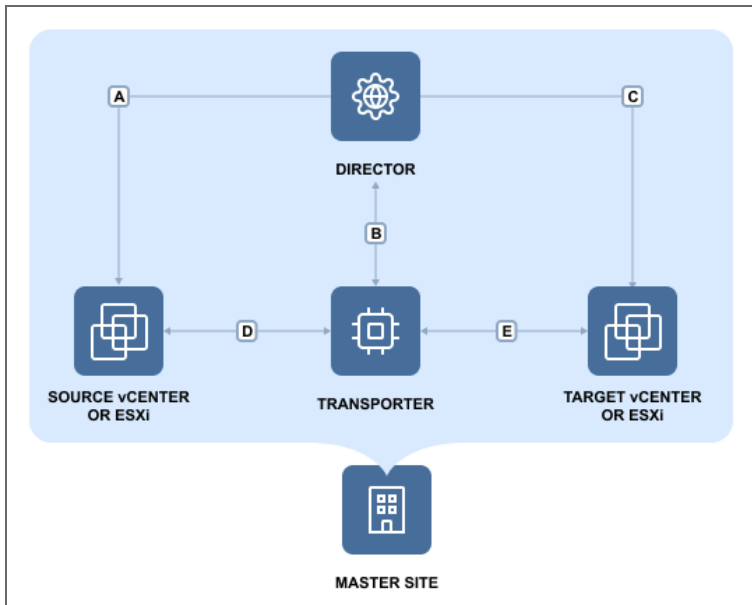 A
C
DIRECTOR
B
D
E
SOURCE vCENTER
OR ESXi
TRANSPORTER
TARGET vCENTER
OR ESXi
MASTER SITE